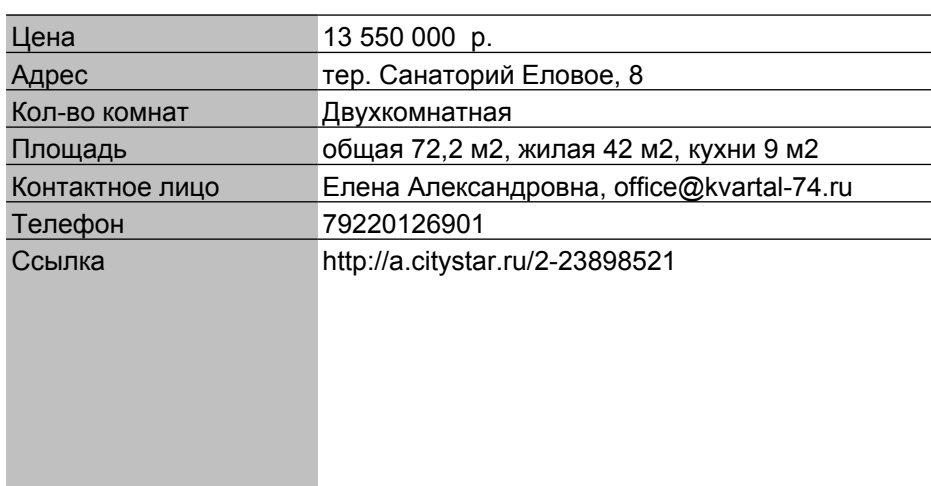 Цена 13 550 000 р.
Адрес тер. Санаторий Еловое, 8
Кол-во комнат Двухкомнатная
Площадь общая 72,2 м2, жилая 42 м2, кухни 9 м2
Контактное лицо Елена Александровна, office@kvartal-74.ru
Телефон 79220126901
Ссылка http://a.citystar.ru/2-23898521